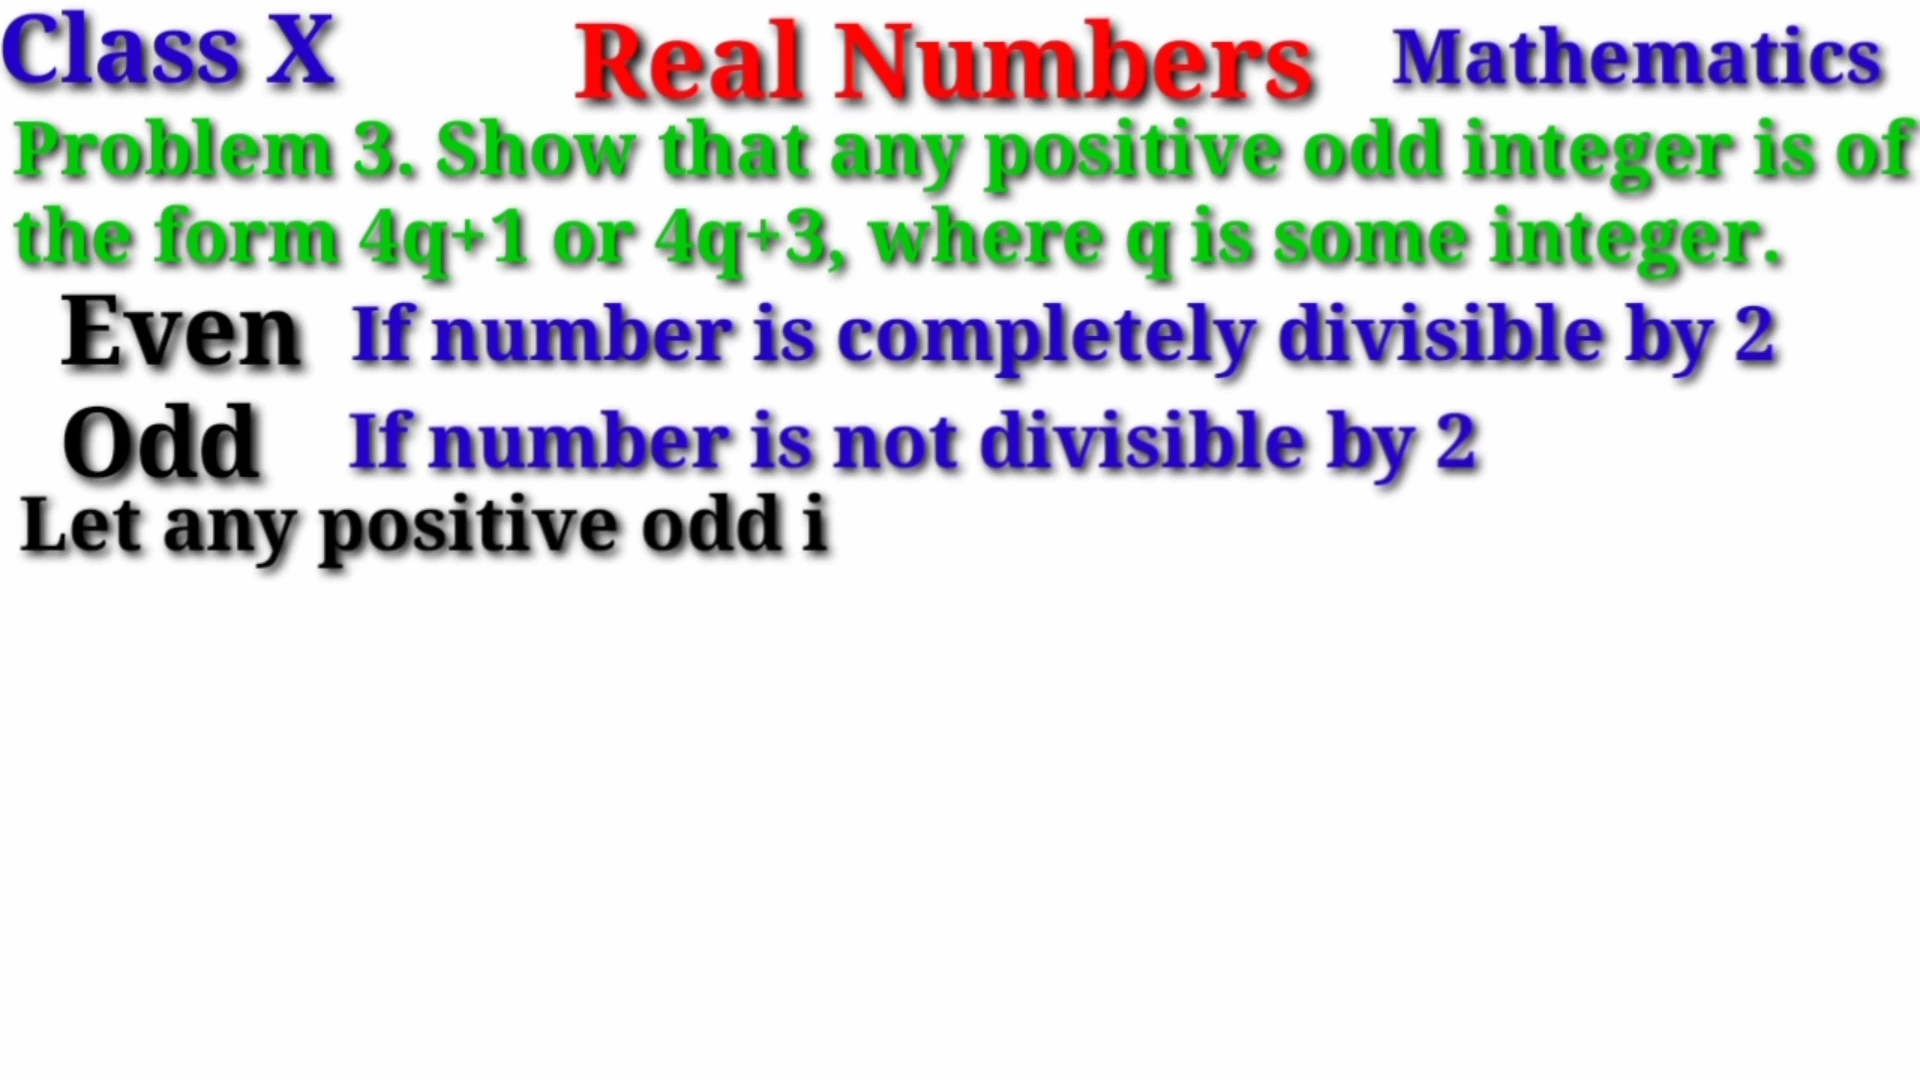 Class X Real Numbers Mathematics
Problem 3. Show that any positive odd integer is of
the form 4q+1 or 4q+3, where q is some integer.
Even If number is completely divisible by 2
Odd If number is not divisible by 2
Let any positive odd i